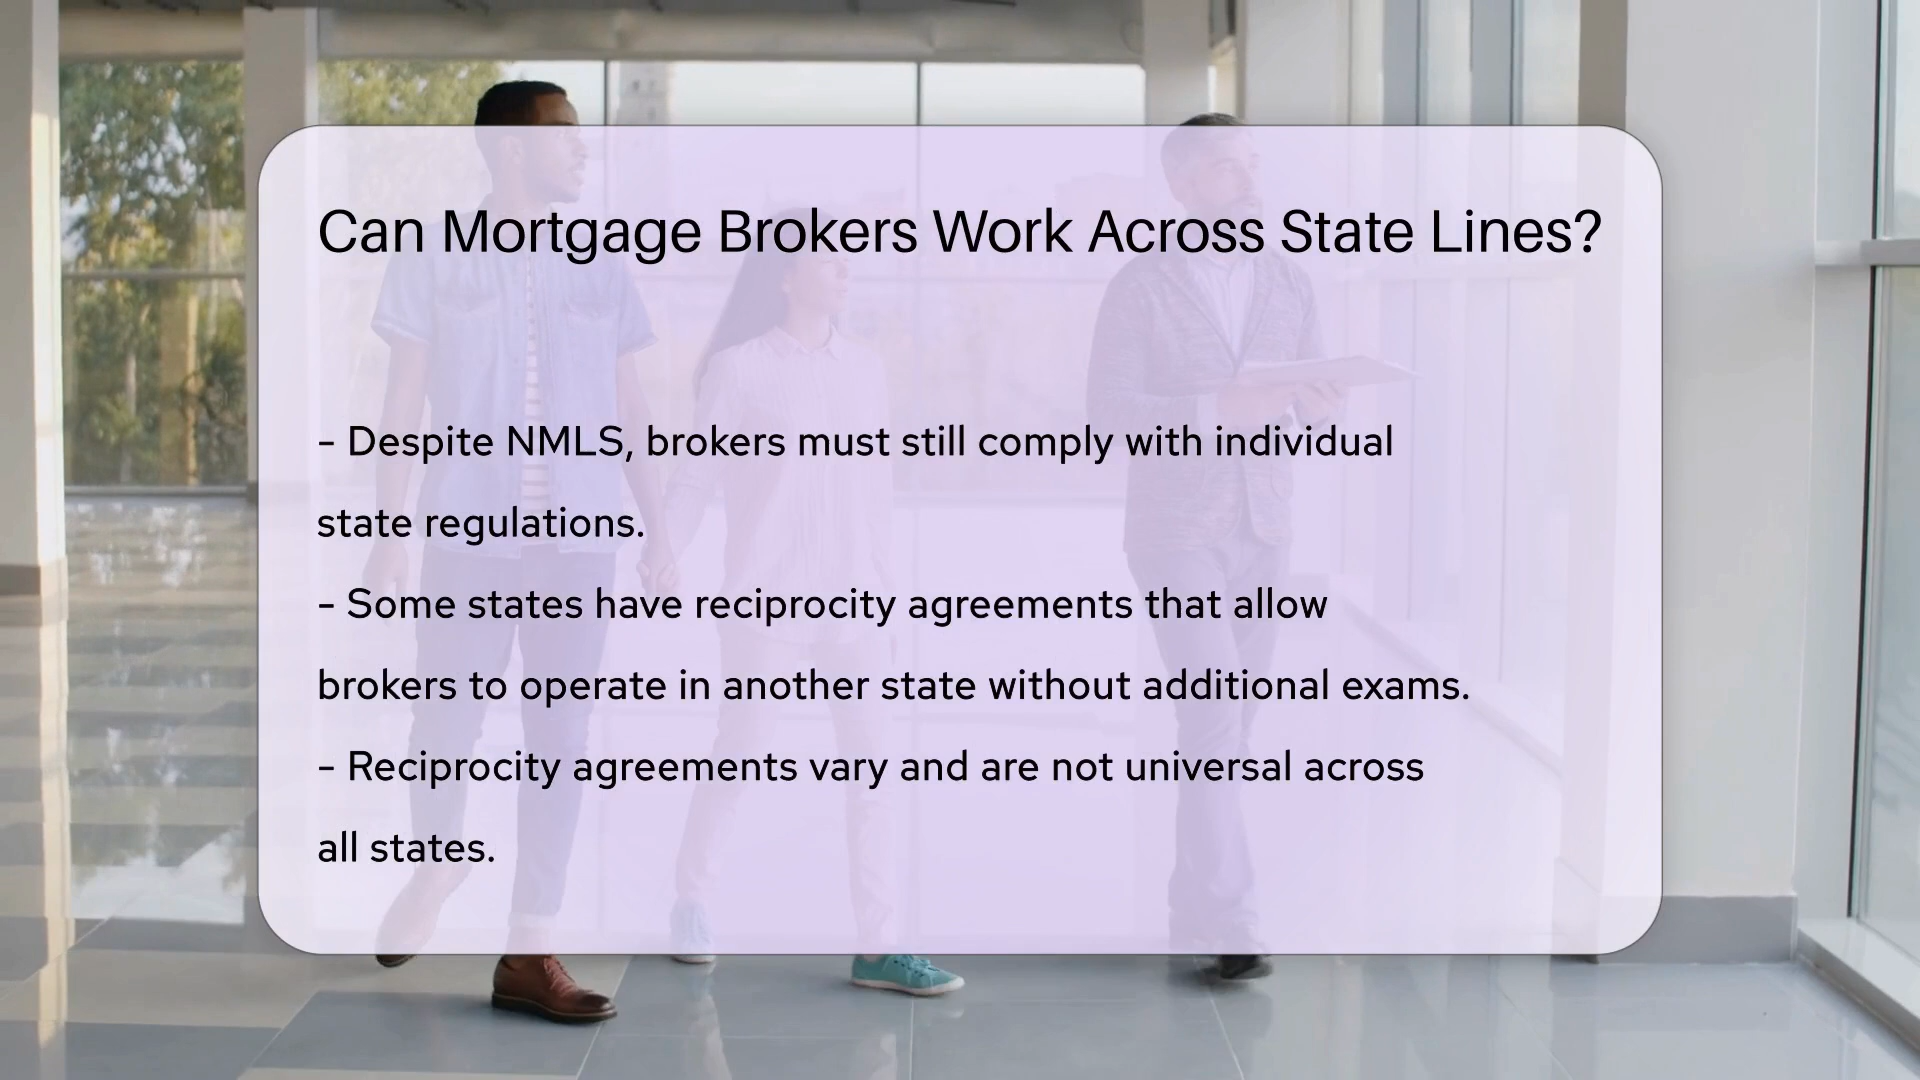 Can Mortgage Brokers Work Across State Lines?
– Despite NMLS, brokers must still comply with individual
state regulations.
– Some states have reciprocity agreements that allow
brokers to operate in another state without additional exams.
– Reciprocity agreements vary and are not universal across
all states.